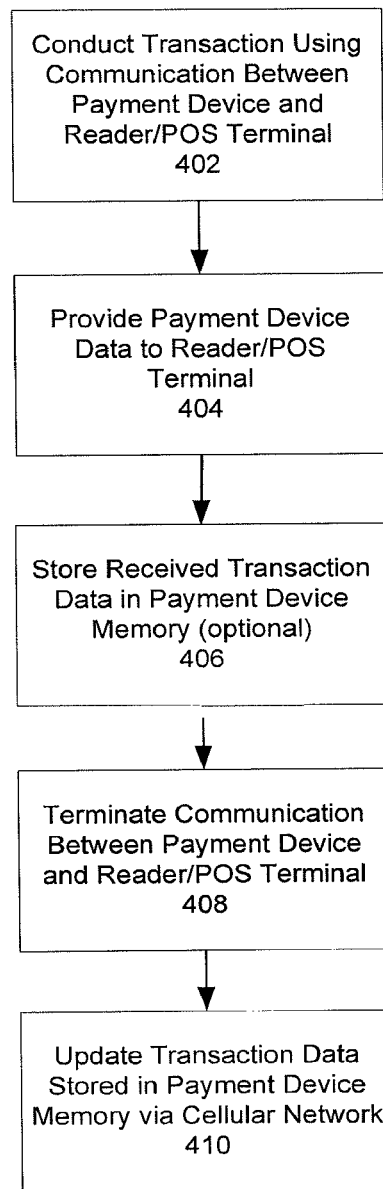 Conduct Transaction Using
Communication Between
Payment Device and
Reader/POS Terminal
402
Provide Payment Device
Data to Reader/POS
Terminal
404
Store Received Transaction
Data in Payment Device
Memory (optional)
406
Terminate Communication
Between Payment Device
and Reader/POS Terminal
408
Update Transaction Data
Stored in Payment Device
Memory via Cellular Network
410